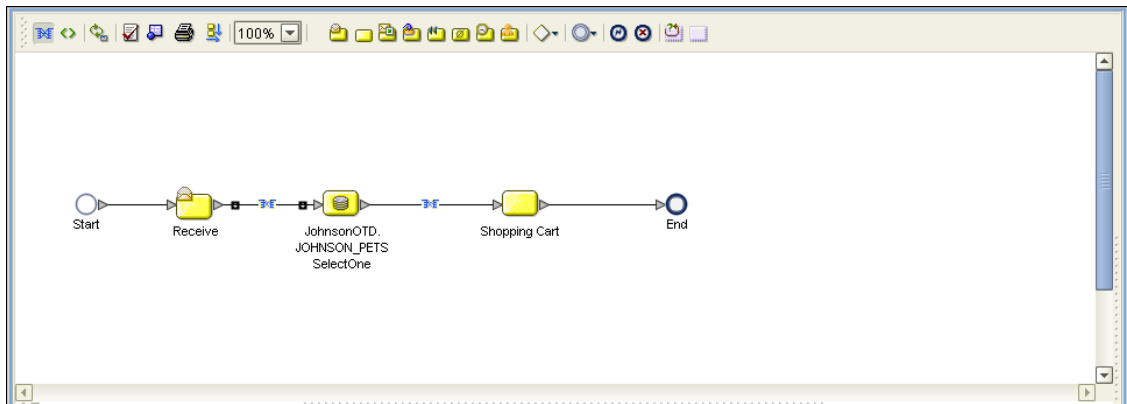 100%
Start
Receive
JohnsonOTD.
JOHNSON_PETS
SelectOne
Shopping Cart
End